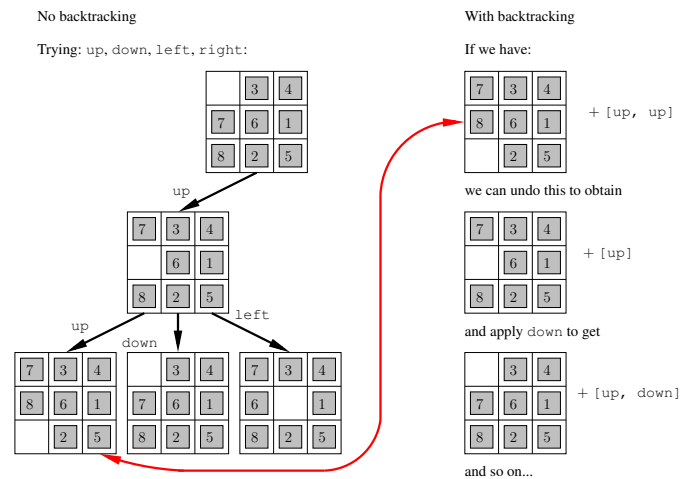 No backtracking
Trying: up, down, left, right:
3 4
7 6 1
8 2 5
up
7 3 4
6 1
8 2 5
up
down
left
7 3 4
8 6 1
2 5
3 4
7 6 1
8 2 5
7 3 4
6 1
8 2 5
With backtracking
If we have:
7 3 4
8 6 1
2 5
+ [up, up]
we can undo this to obtain
7 3 4
6 1
8 2 5
+ [up]
and apply down to get
3 4
7 6 1
8 2 5
+ [up, down]
and so on...